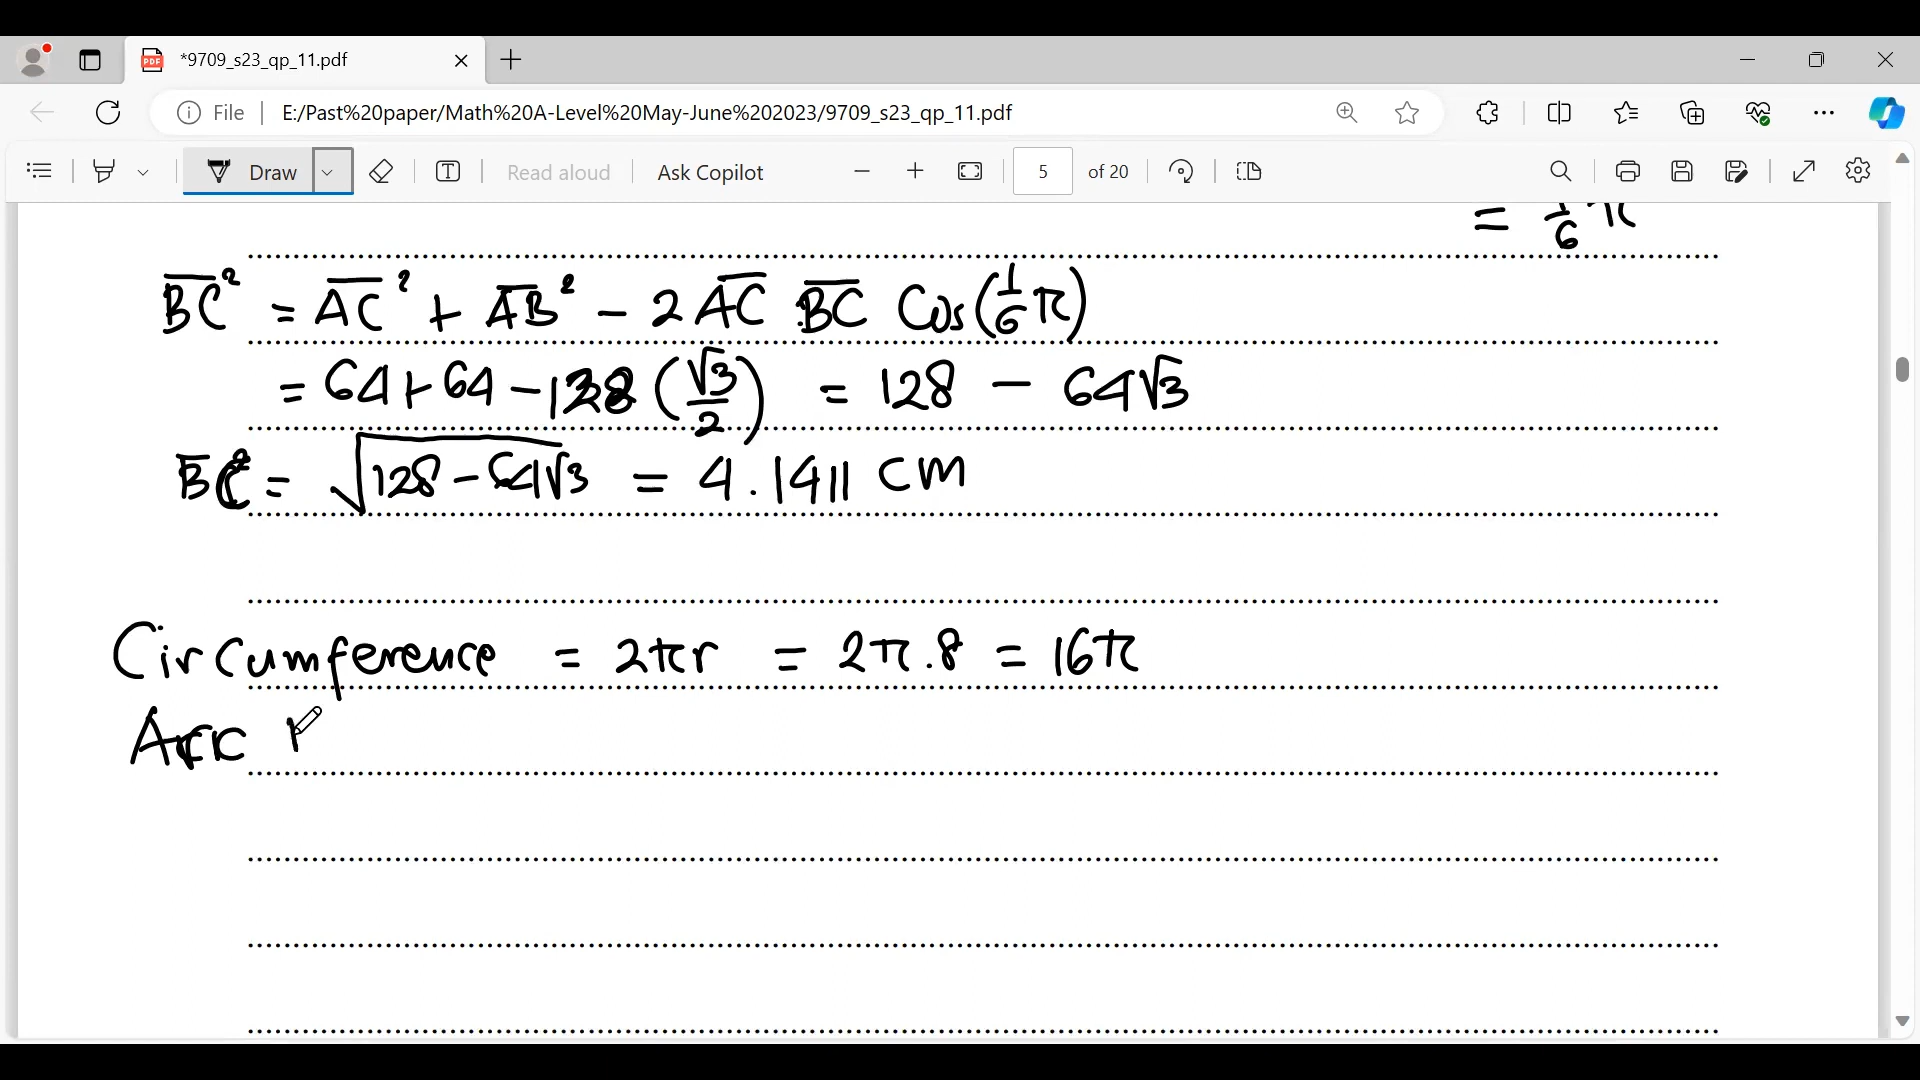 *9709_s23_qp_11.pdf
File E:/Past%20paper/Math%20A-Level%20May-June%202023/9709_s23_qp_11.pdf
Draw Read aloud Ask Copilot 5 of 20
= 1/6 π
BC² = AC² + AB² - 2 AC BC Cos(1/6 π)
= 64 + 64 - 128 (√3/2) = 128 - 64√3
BC = √128 - 64√3 = 4.1411 CM
Circumference = 2πr = 2π.8 = 16π
Arc